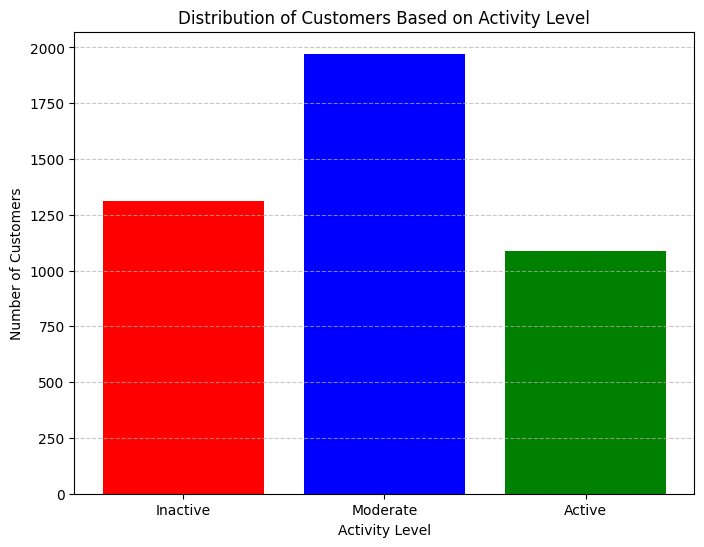 Distribution of Customers Based on Activity Level
Number of Customers
2000
1750
1500
1250
1000
750
500
250
0
Inactive Moderate Active
Activity Level